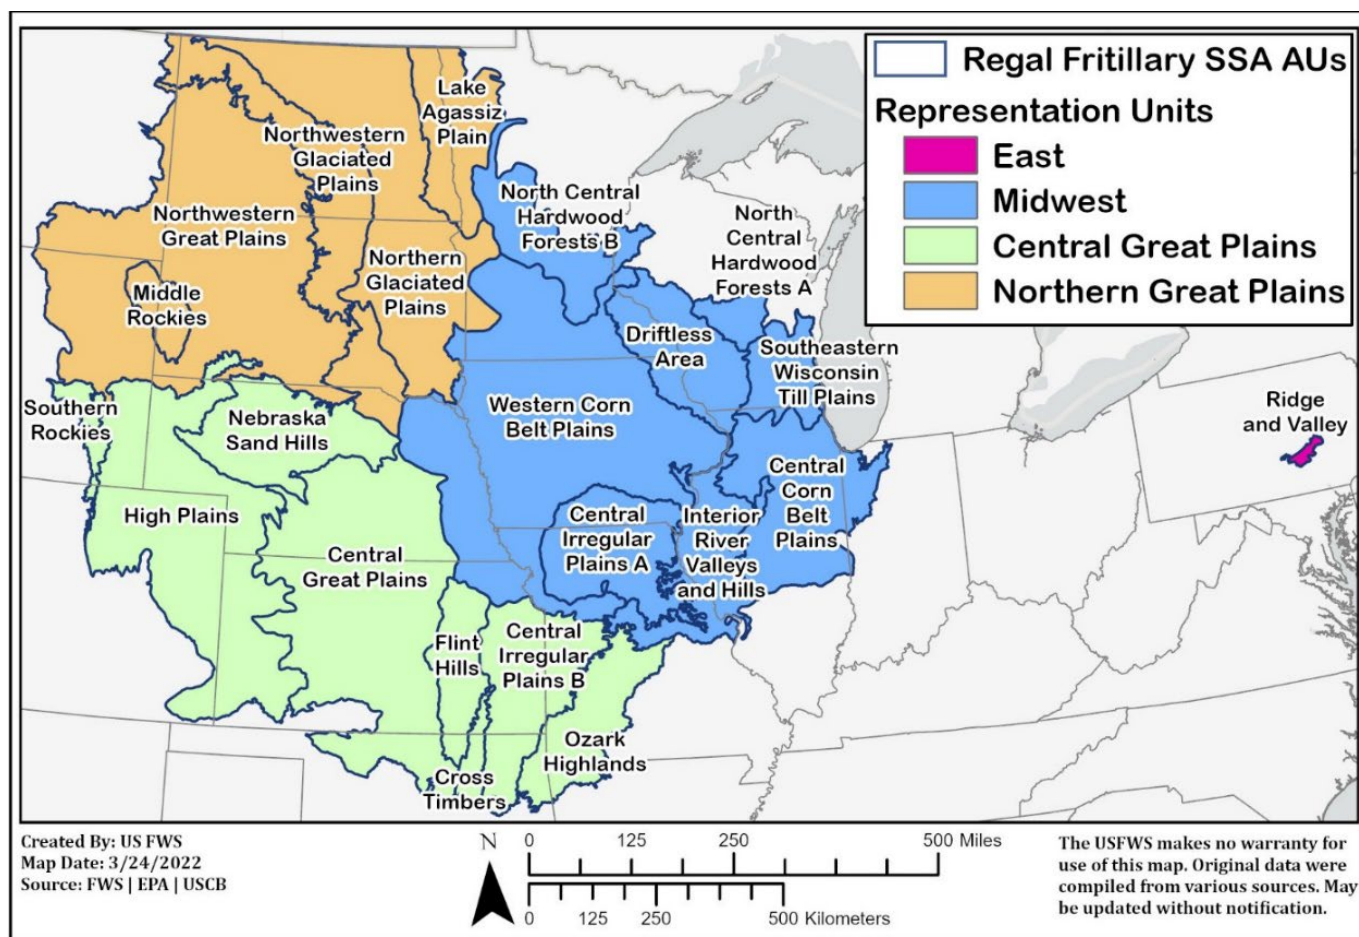 Regal Fritillary SSA AUs
Representation Units
East
Midwest
Central Great Plains
Northern Great Plains
Lake
Agassiz
Plain
Northwestern
Glaciated
Plains
Northwestern
Great Plains
North Central
Hardwood
Forests B
North
Central
Hardwood
Forests A
Northern
Glaciated
Plains
Middle
Rockies
Driftless
Area
Southeastern
Wisconsin
Till Plains
Southern
Rockies
Nebraska
Sand Hills
Western Corn
Belt Plains
Ridge
and Valley
High Plains
Central
Great Plains
Central
Irregular
Plains A
Interior
River
Valleys
and Hills
Central
Corn
Belt
Plains
Flint
Hills
Central
Irregular
Plains B
Ozark
Highlands
Cross
Timbers
Created By: US FWS
Map Date: 3/24/2022
Source: FWS | EPA | USCB
N
0 125 250 500 Miles
0 125 250 500 Kilometers
The USFWS makes no warranty for
use of this map. Original data were
compiled from various sources. May
be updated without notification.